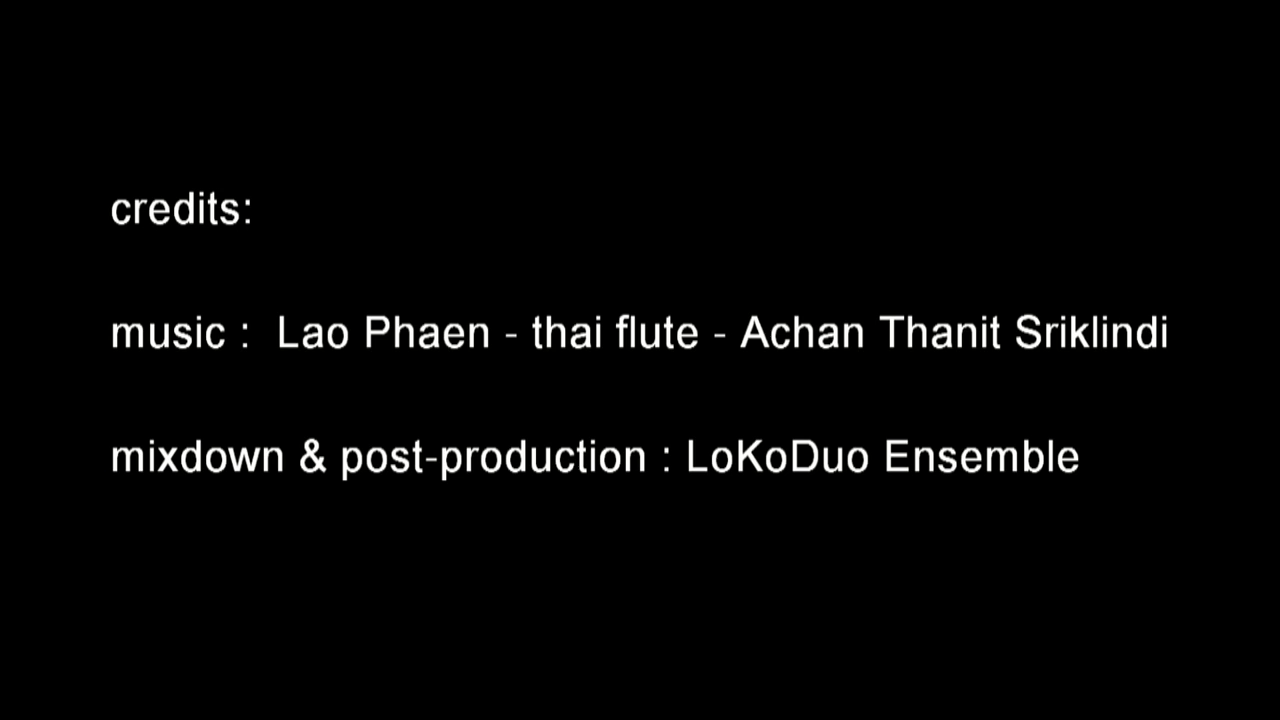 credits:
music :  Lao Phaen - thai flute - Achan Thanit Sriklindi
mixdown & post-production : LoKoDuo Ensemble